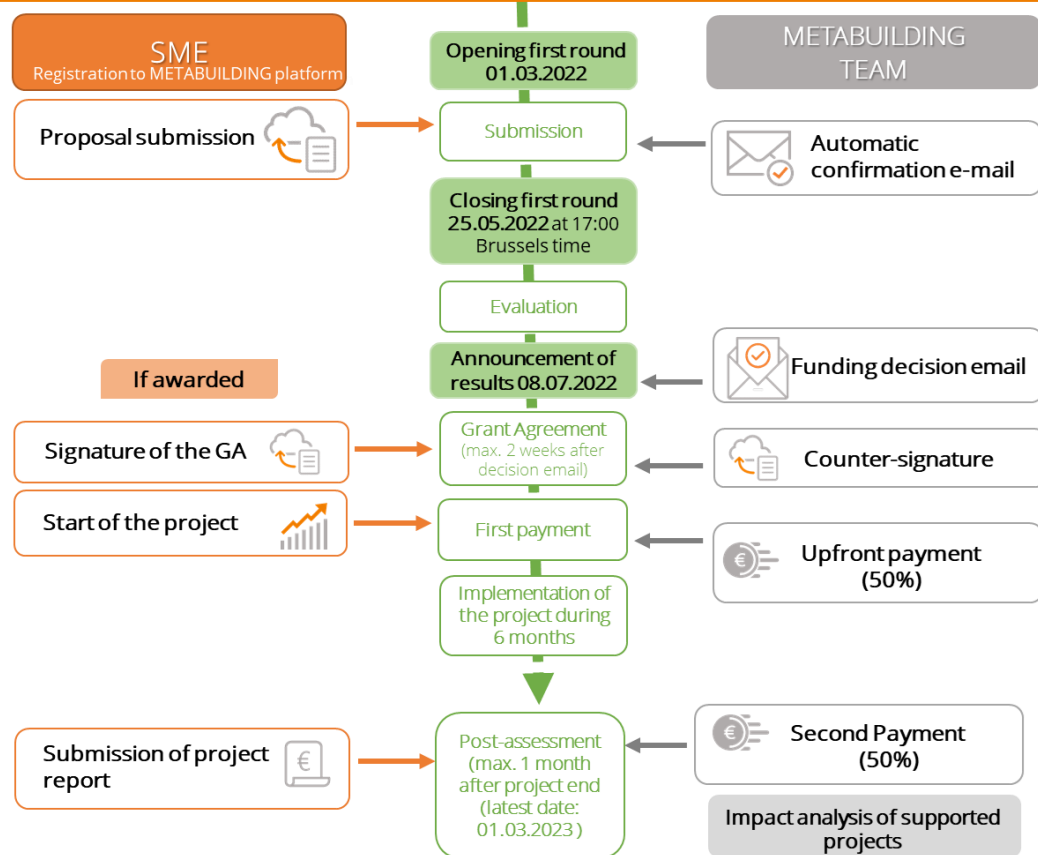 SME
Registration to METABUILDING platform
Opening first round
01.03.2022
METABUILDING
TEAM
Proposal submission
Submission
Automatic
confirmation e-mail
Closing first round
25.05.2022 at 17:00
Brussels time
Evaluation
If awarded
Announcement of
results 08.07.2022
Funding decision email
Signature of the GA
Grant Agreement
(max. 2 weeks after
decision email)
Counter-signature
Start of the project
First payment
€
Upfront payment
(50%)
Implementation of
the project during
6 months
Submission of project
report
€
Post-assessment
(max. 1 month
after project end
(latest date:
01.03.2023)
€
Second Payment
(50%)
Impact analysis of supported
projects